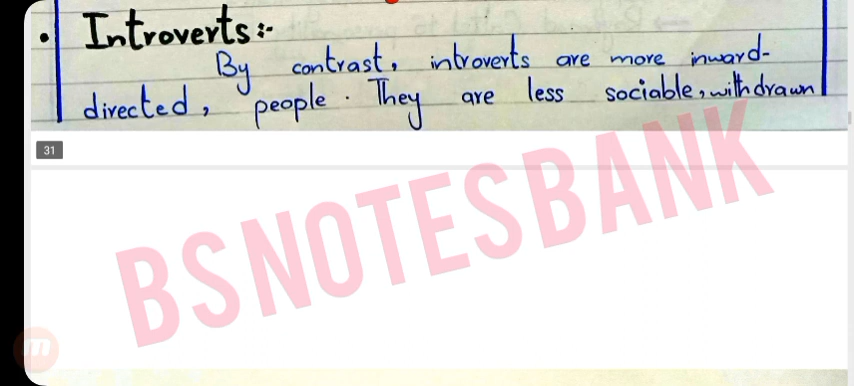 • Introverts :-
By contrast, introverts are more inward-
directed, people. They are less sociable, withdrawn
31
BSNOTESBANK
m